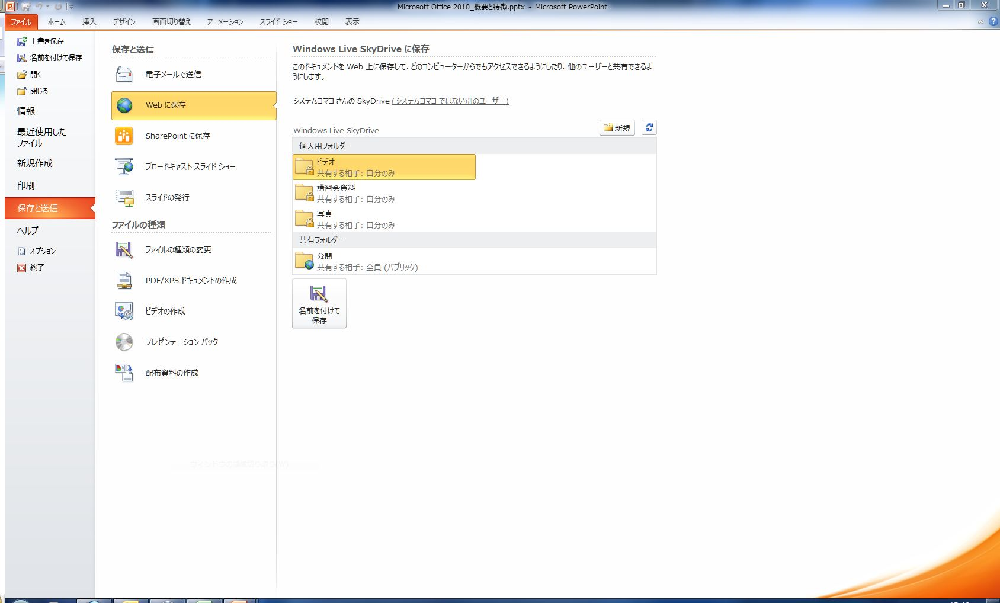 Microsoft Office 2010_概要と特徴.pptx - Microsoft PowerPoint
ファイル ホーム 挿入 デザイン 画面切り替え アニメーション スライド ショー 校閲 表示
上書き保存
名前を付けて保存
開く
閉じる
情報
最近使用した
ファイル
新規作成
印刷
保存と送信
ヘルプ
オプション
終了
保存と送信
電子メールで送信
Web に保存
SharePoint に保存
ブロードキャスト スライド ショー
スライドの発行
ファイルの種類
ファイルの種類の変更
PDF/XPS ドキュメントの作成
ビデオの作成
プレゼンテーション パック
配布資料の作成
Windows Live SkyDrive に保存
このドキュメントを Web 上に保存して、どのコンピューターからでもアクセスできるようにしたり、他のユーザーと共有できるよ
うにします。
システムコマコ さんの SkyDrive (システムコマコ ではない別のユーザー)
Windows Live SkyDrive
新規
個人用フォルダー
ビデオ
共有する相手: 自分のみ
講習会資料
共有する相手: 自分のみ
写真
共有する相手: 自分のみ
共有フォルダー
公開
共有する相手: 全員 (パブリック)
名前を付けて
保存
ウィンドウの領域切り取り(W)